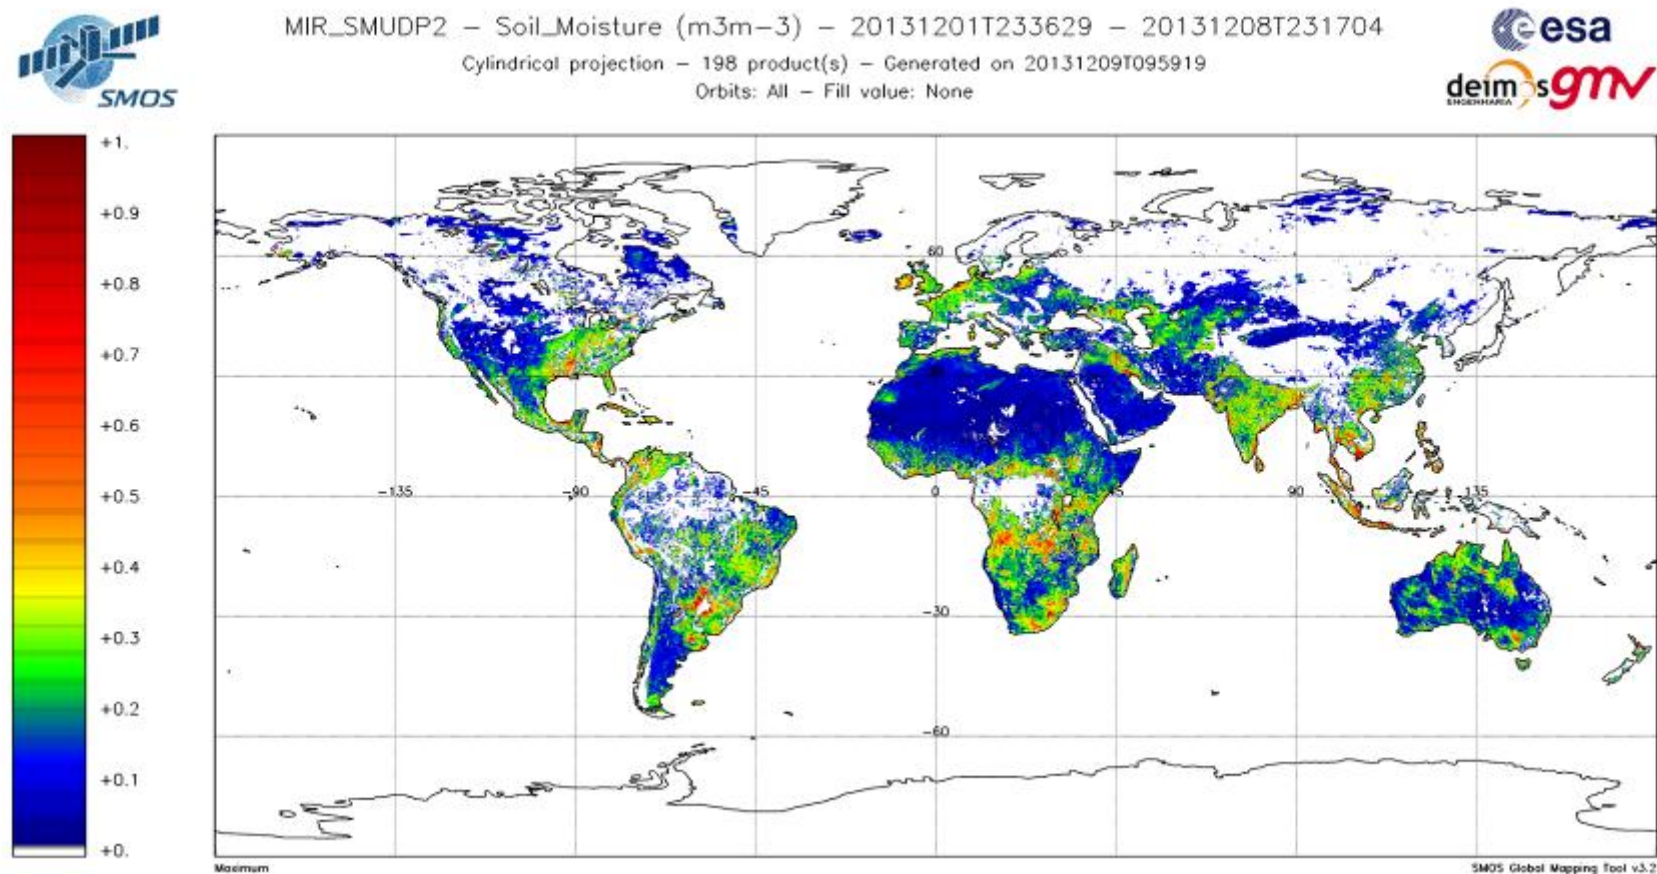 MIR_SMUDP2 – Soil_Moisture (m3m–3) – 20131201T233629 – 20131208T231704
Cylindrical projection – 198 product(s) – Generated on 20131209T095919
Orbits: All – Fill value: None
SMOS
esa
deimos
ENGENHARIA
gmv
+1.
+0.9
+0.8
+0.7
+0.6
+0.5
+0.4
+0.3
+0.2
+0.1
+0.
60
–135
–90
–45
0
45
90
135
–30
–60
Maximum
SMOS Global Mapping Tool v3.2